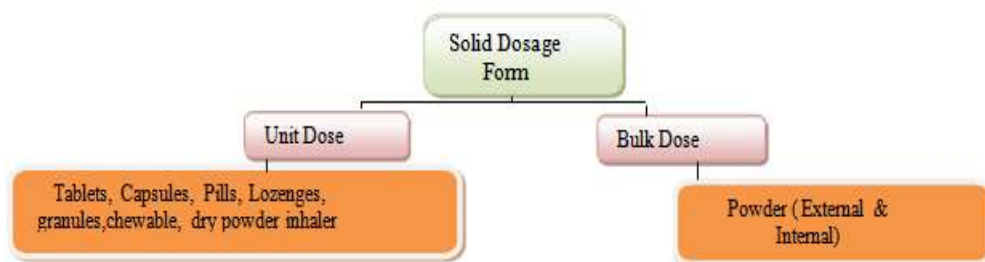 Solid Dosage
Form
Unit Dose
Bulk Dose
Tablets, Capsules, Pills, Lozenges,
granules,chewable, dry powder inhaler
Powder ( External &
Internal)